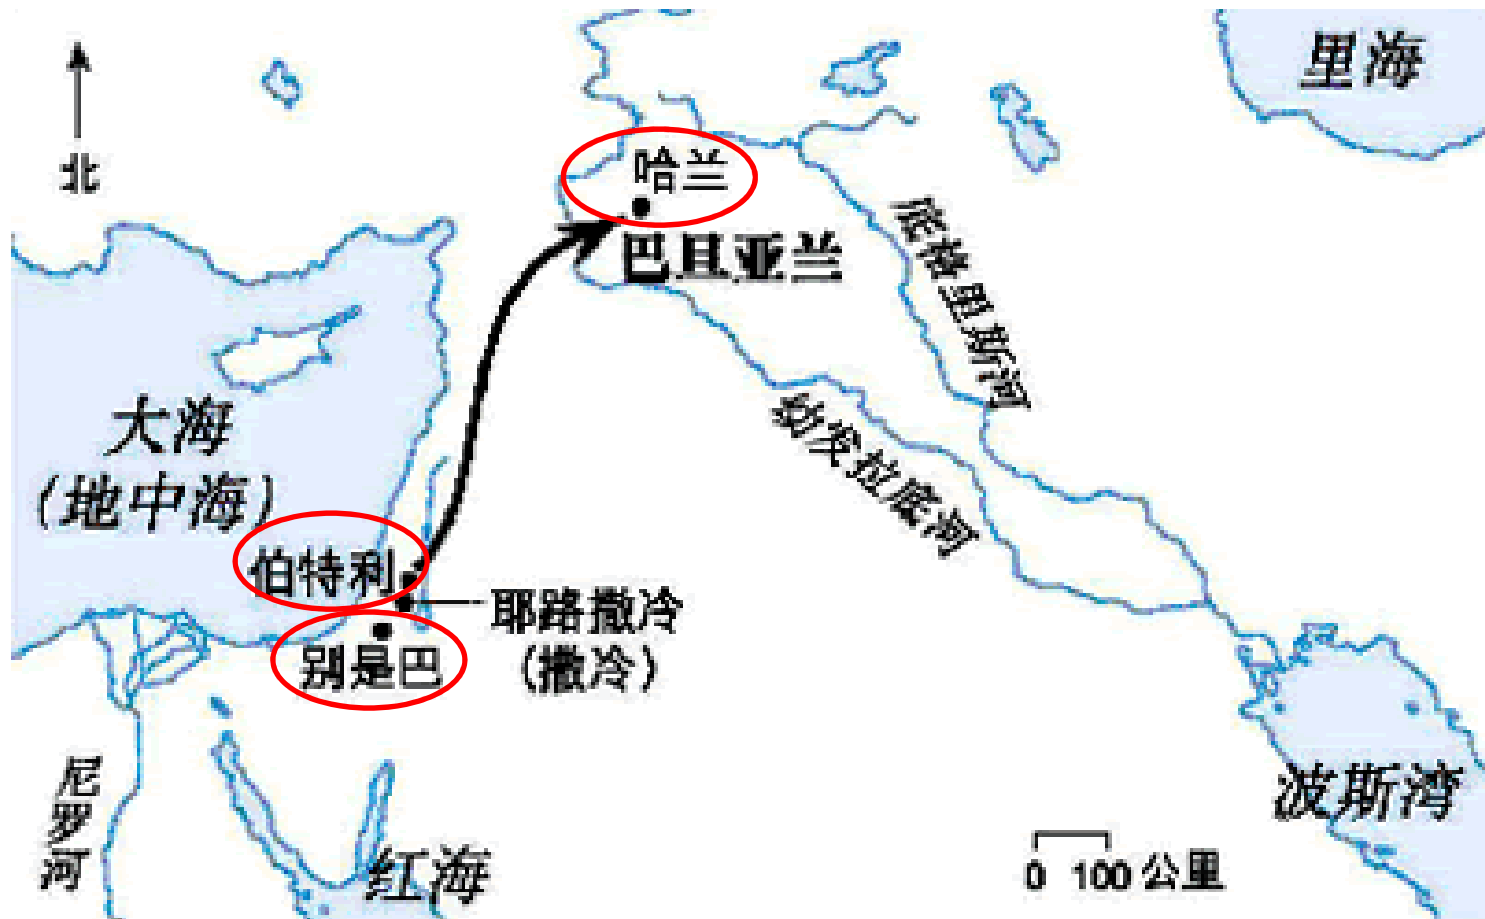 里海
北
哈兰
巴旦亚兰
底格里斯河
大海
(地中海)
幼发拉底河
伯特利
耶路撒冷
(撒冷)
别是巴
尼罗河
红海
波斯湾
0 100 公里